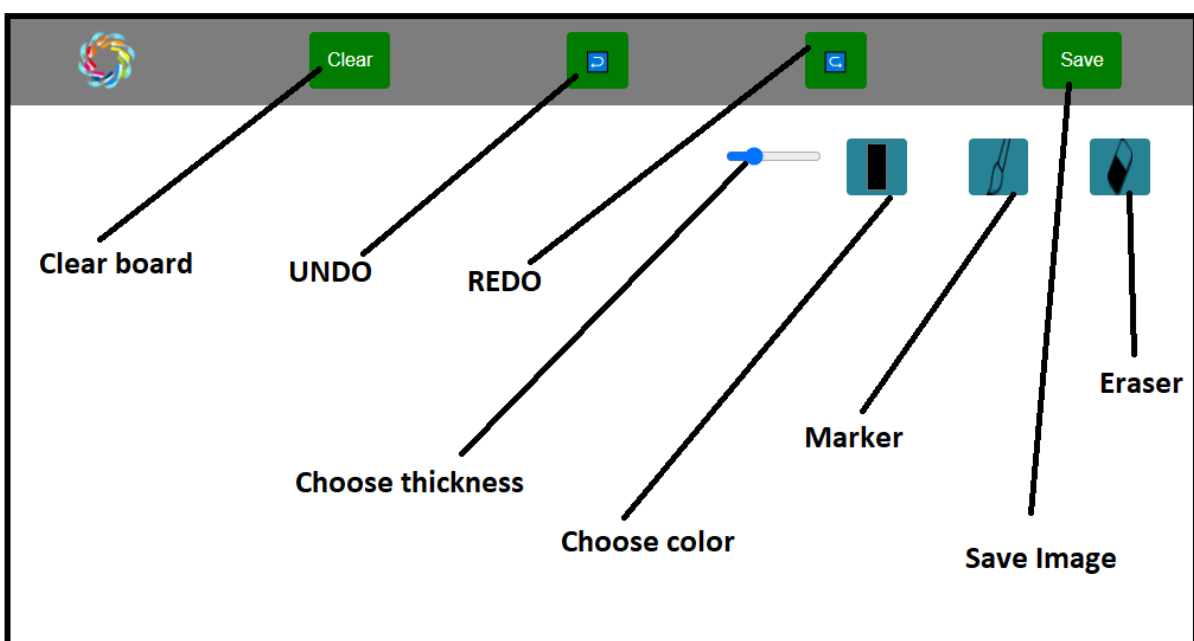 Clear
Save
Clear board
UNDO
REDO
Eraser
Marker
Choose thickness
Choose color
Save Image